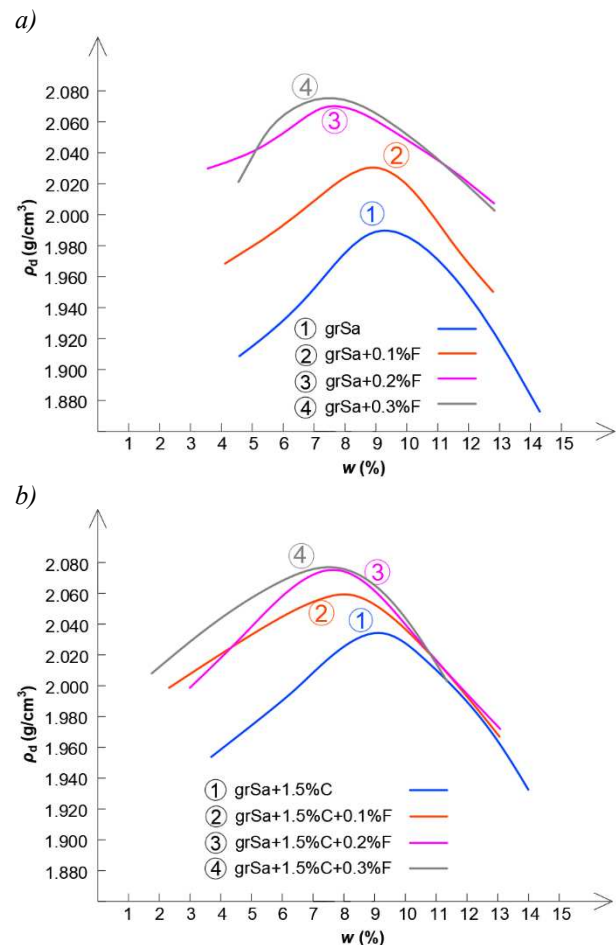 a)
ρd (g/cm³)
2.080
2.060
2.040
2.020
2.000
1.980
1.960
1.940
1.920
1.900
1.880
4
3
2
1
1 grSa
2 grSa+0.1%F
3 grSa+0.2%F
4 grSa+0.3%F
1 2 3 4 5 6 7 8 9 10 11 12 13 14 15
w (%)
b)
ρd (g/cm³)
2.080
2.060
2.040
2.020
2.000
1.980
1.960
1.940
1.920
1.900
1.880
4
3
2
1
1 grSa+1.5%C
2 grSa+1.5%C+0.1%F
3 grSa+1.5%C+0.2%F
4 grSa+1.5%C+0.3%F
1 2 3 4 5 6 7 8 9 10 11 12 13 14 15
w (%)